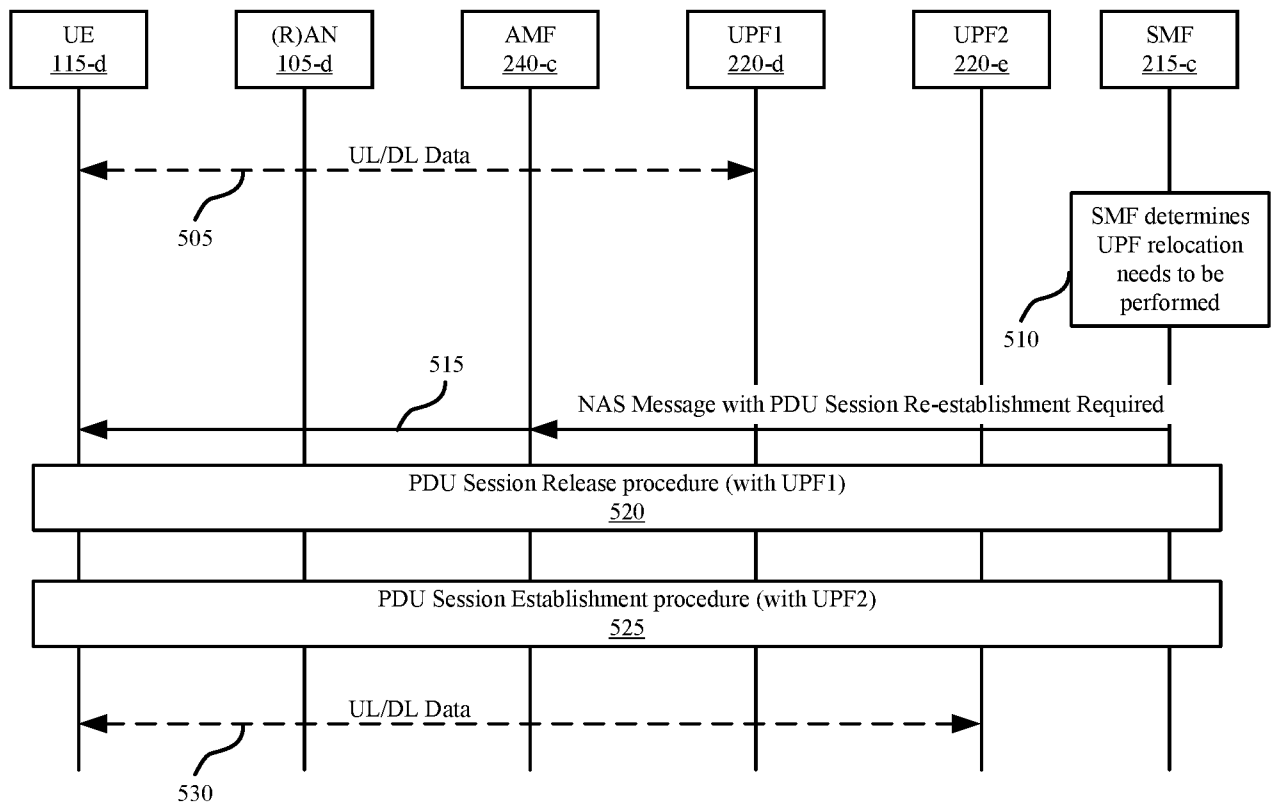 UE
115-d
(R)AN
105-d
AMF
240-c
UPF1
220-d
UPF2
220-e
SMF
215-c
UL/DL Data
505
SMF determines
UPF relocation
needs to be
performed
510
515
NAS Message with PDU Session Re-establishment Required
PDU Session Release procedure (with UPF1)
520
PDU Session Establishment procedure (with UPF2)
525
UL/DL Data
530